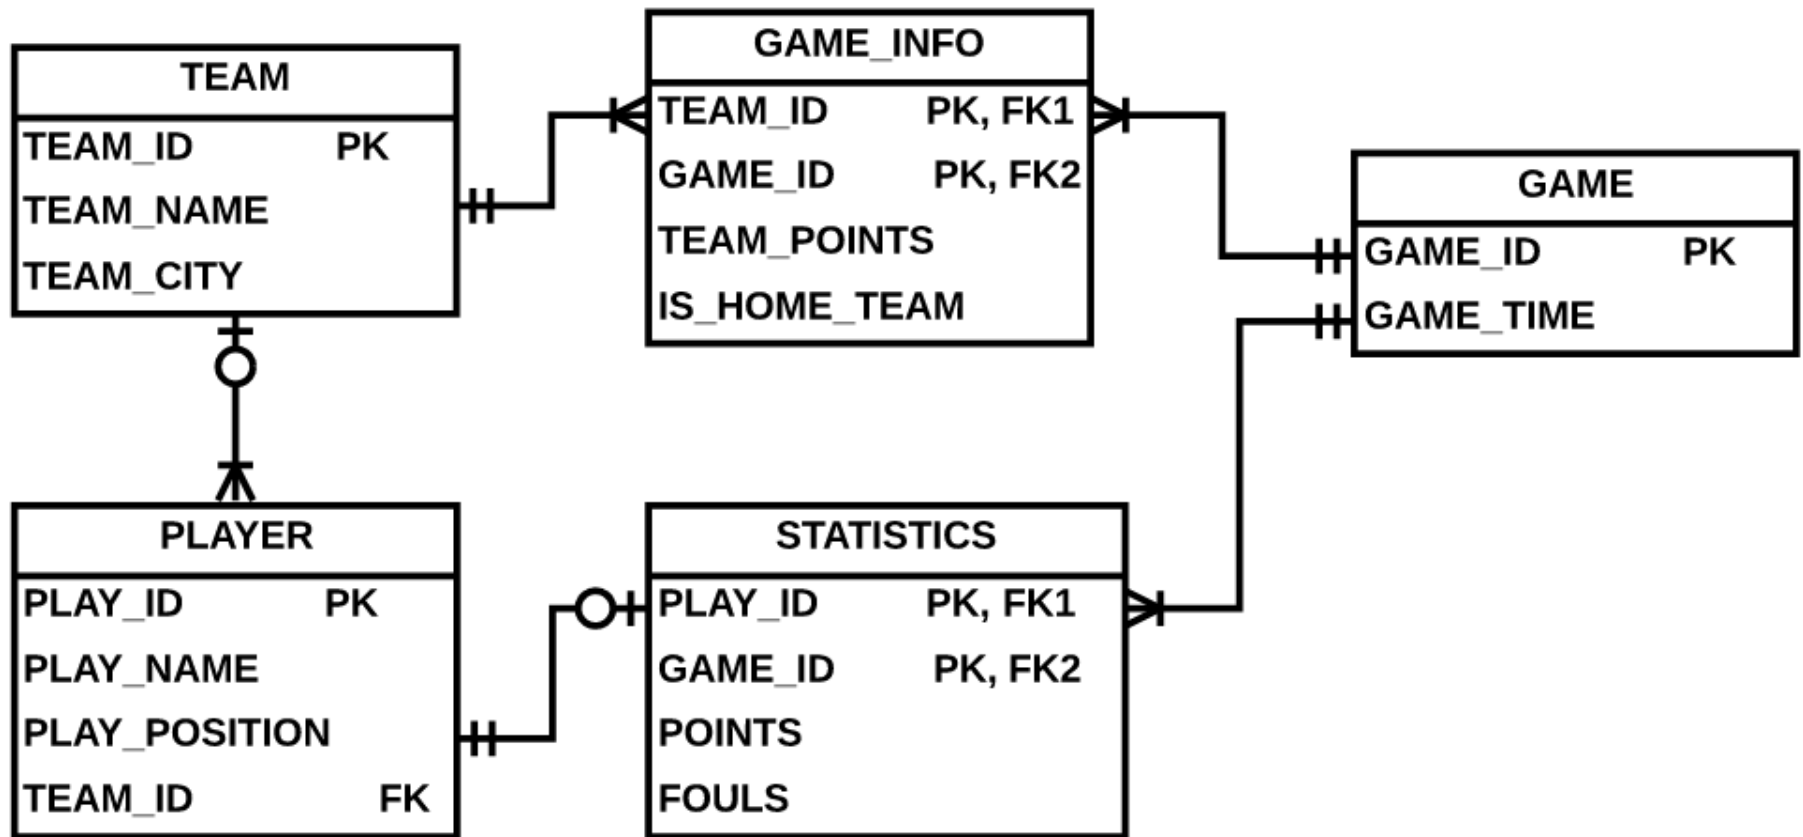 TEAM
TEAM_ID PK
TEAM_NAME
TEAM_CITY
GAME_INFO
TEAM_ID PK, FK1
GAME_ID PK, FK2
TEAM_POINTS
IS_HOME_TEAM
GAME
GAME_ID PK
GAME_TIME
PLAYER
PLAY_ID PK
PLAY_NAME
PLAY_POSITION
TEAM_ID FK
STATISTICS
PLAY_ID PK, FK1
GAME_ID PK, FK2
POINTS
FOULS